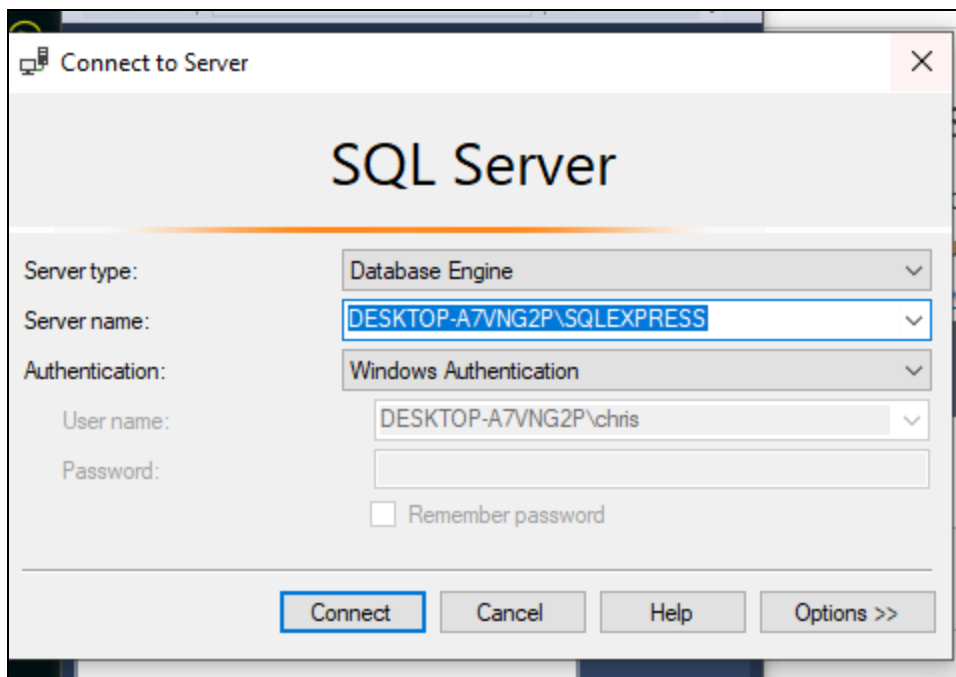 Connect to Server
SQL Server
Server type: Database Engine
Server name: DESKTOP-A7VNG2P\SQLEXPRESS
Authentication: Windows Authentication
User name: DESKTOP-A7VNG2P\chris
Password:
Remember password
Connect Cancel Help Options >>